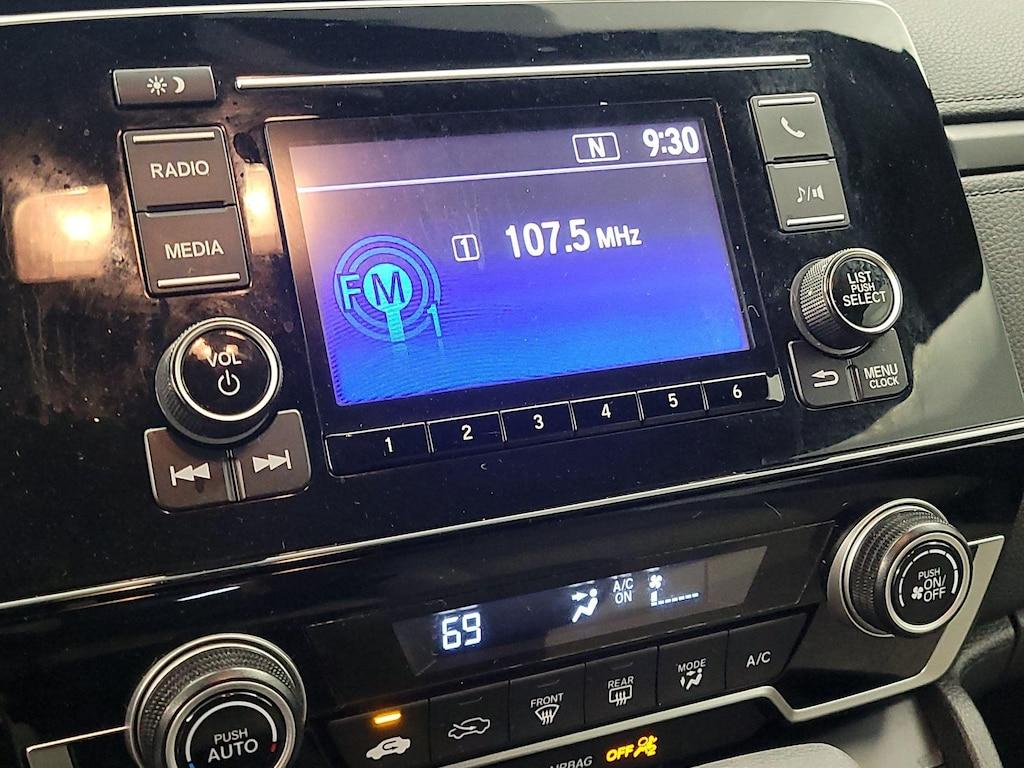 N 9:30
RADIO
MEDIA
1 107.5 MHz
FM
1
VOL
LIST
PUSH
SELECT
MENU
CLOCK
1 2 3 4 5 6
PUSH
ON/
OFF
69
A/C
ON
PUSH
AUTO
FRONT
REAR
MODE
A/C
AIRBAG OFF